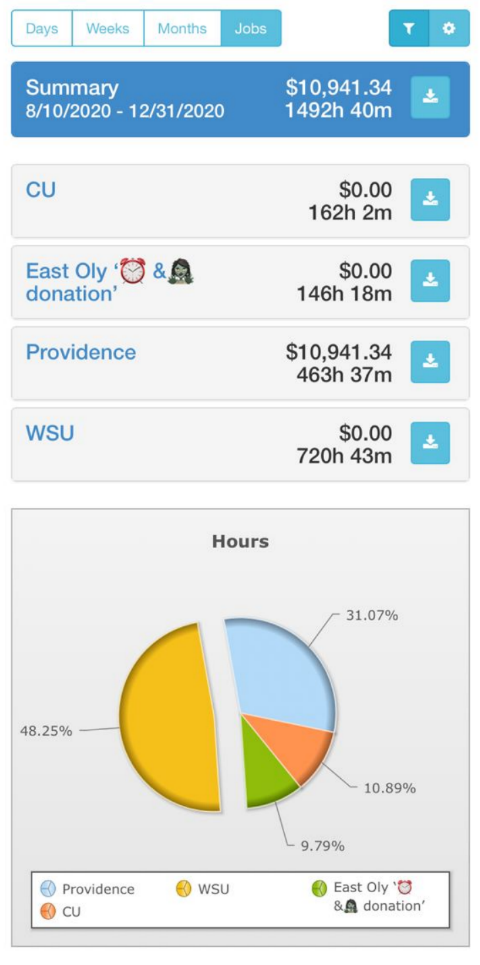 Days Weeks Months Jobs
Summary $10,941.34
8/10/2020 - 12/31/2020 1492h 40m
CU $0.00
162h 2m
East Oly ‘⏰ &🧟‍♀️ $0.00
donation’ 146h 18m
Providence $10,941.34
463h 37m
WSU $0.00
720h 43m
Hours
31.07%
48.25%
10.89%
9.79%
Providence WSU East Oly ‘⏰
CU &🧟‍♀️ donation’